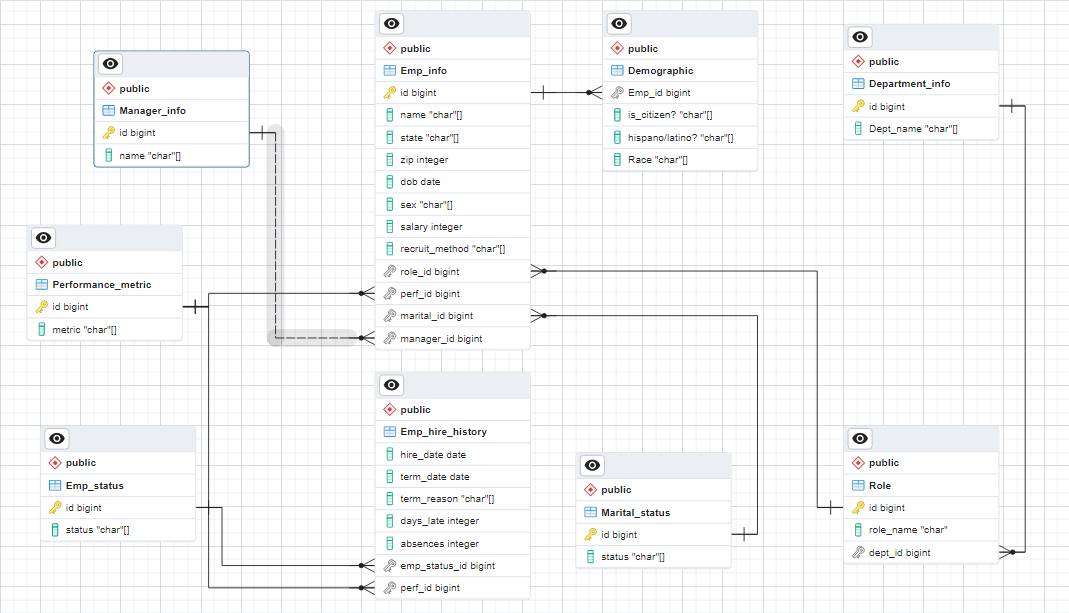 public
Manager_info
id bigint
name "char"[]
public
Emp_info
id bigint
name "char"[]
state "char"[]
zip integer
dob date
sex "char"[]
salary integer
recruit_method "char"[]
role_id bigint
perf_id bigint
marital_id bigint
manager_id bigint
public
Demographic
Emp_id bigint
is_citizen? "char"[]
hispano/latino? "char"[]
Race "char"[]
public
Department_info
id bigint
Dept_name "char"[]
public
Performance_metric
id bigint
metric "char"[]
public
Emp_status
id bigint
status "char"[]
public
Emp_hire_history
hire_date date
term_date date
term_reason "char"[]
days_late integer
absences integer
emp_status_id bigint
perf_id bigint
public
Marital_status
id bigint
status "char"[]
public
Role
id bigint
role_name "char"
dept_id bigint